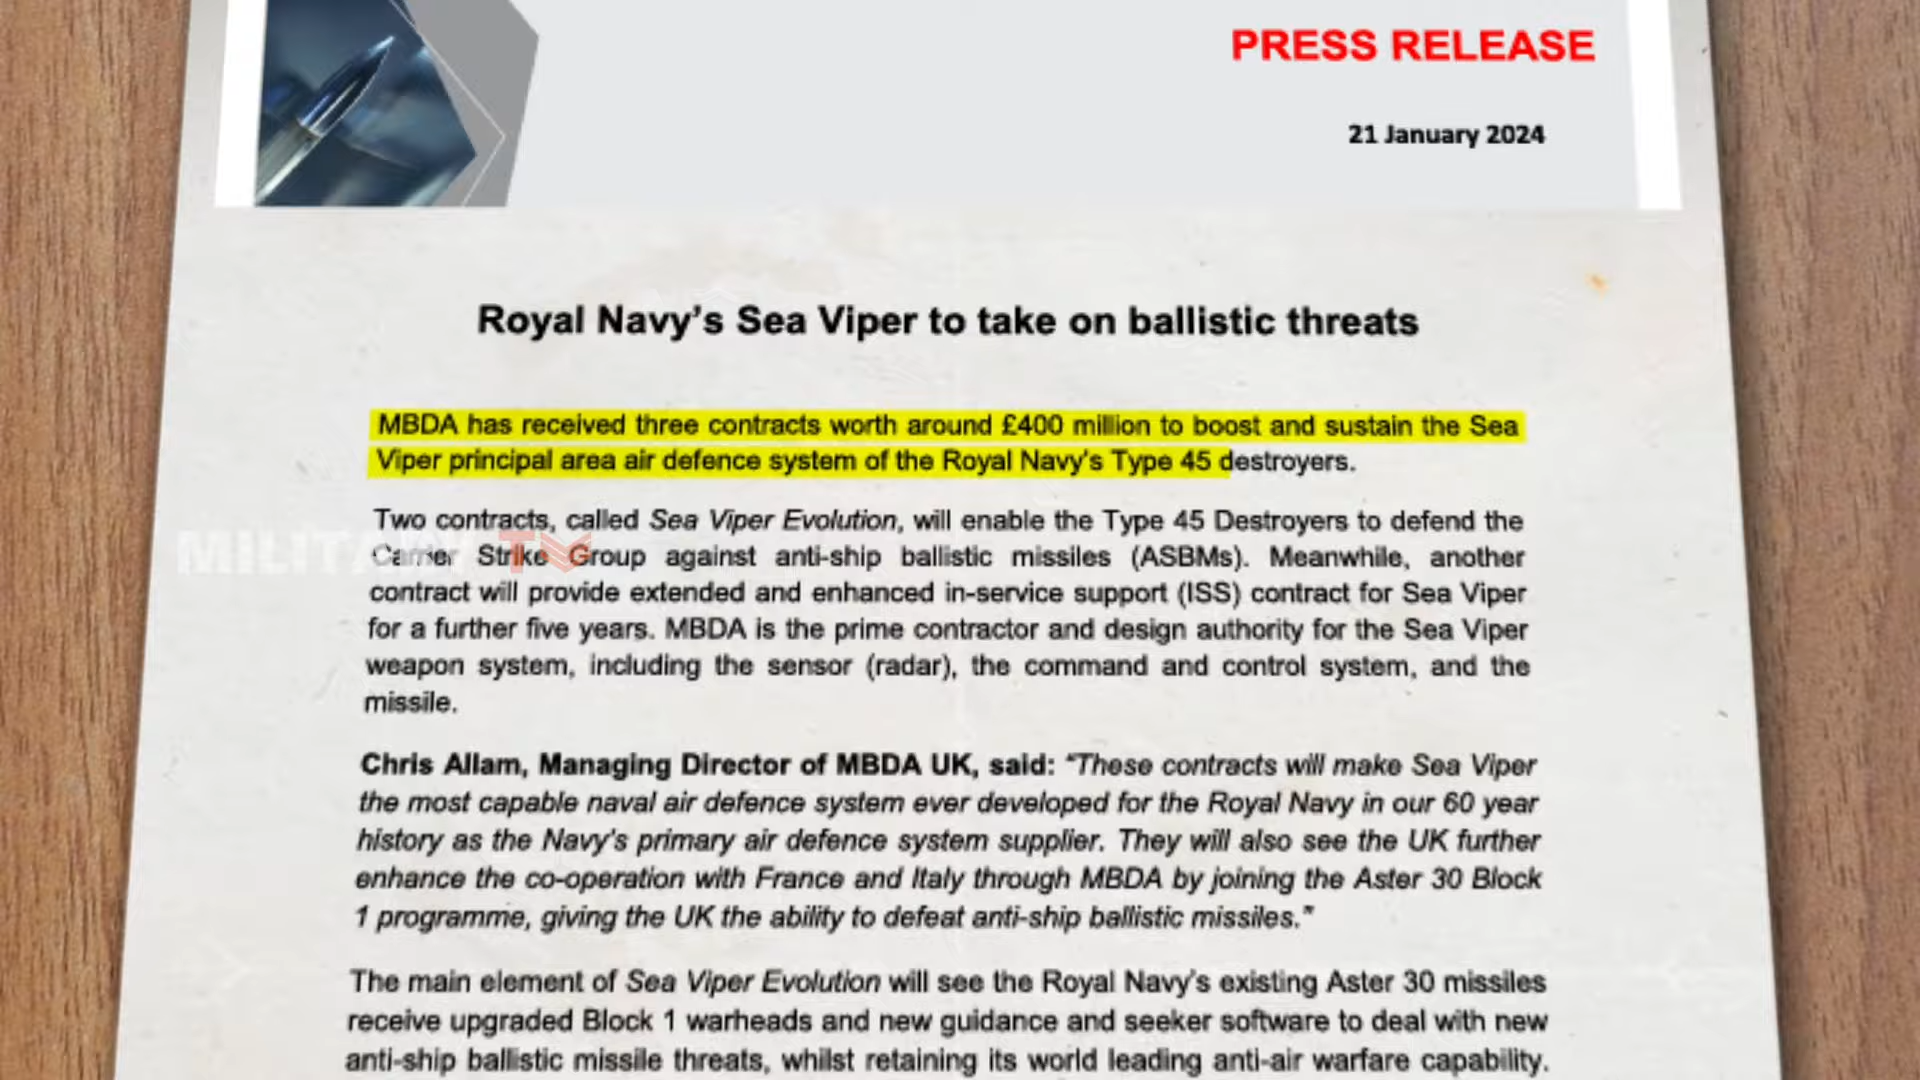 PRESS RELEASE
21 January 2024
Royal Navy's Sea Viper to take on ballistic threats
MBDA has received three contracts worth around £400 million to boost and sustain the Sea
Viper principal area air defence system of the Royal Navy's Type 45 destroyers.
Two contracts, called Sea Viper Evolution, will enable the Type 45 Destroyers to defend the
Carrier Strike Group against anti-ship ballistic missiles (ASBMs). Meanwhile, another
MILITARY TV
contract will provide extended and enhanced in-service support (ISS) contract for Sea Viper
for a further five years. MBDA is the prime contractor and design authority for the Sea Viper
weapon system, including the sensor (radar), the command and control system, and the
missile.
Chris Allam, Managing Director of MBDA UK, said: "These contracts will make Sea Viper
the most capable naval air defence system ever developed for the Royal Navy in our 60 year
history as the Navy's primary air defence system supplier. They will also see the UK further
enhance the co-operation with France and Italy through MBDA by joining the Aster 30 Block
1 programme, giving the UK the ability to defeat anti-ship ballistic missiles."
The main element of Sea Viper Evolution will see the Royal Navy's existing Aster 30 missiles
receive upgraded Block 1 warheads and new guidance and seeker software to deal with new
anti-ship ballistic missile threats, whilst retaining its world leading anti-air warfare capability.